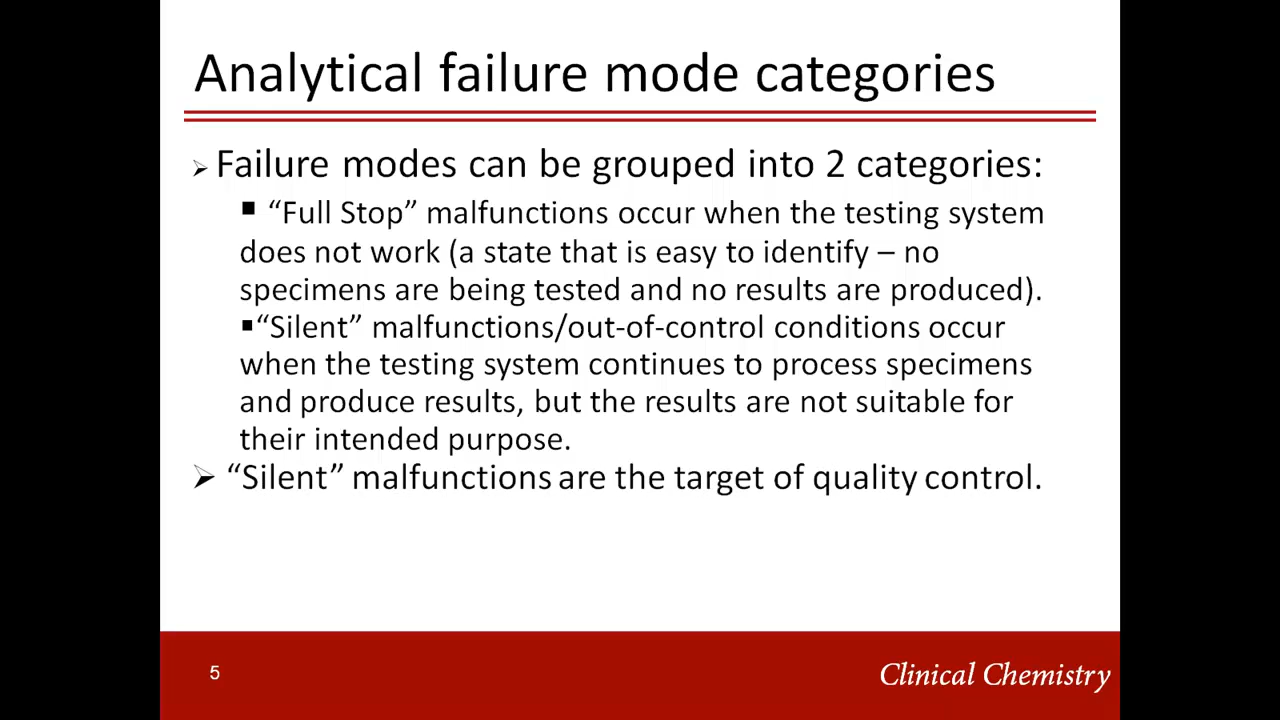 Analytical failure mode categories
➢ Failure modes can be grouped into 2 categories:
▪ “Full Stop” malfunctions occur when the testing system
does not work (a state that is easy to identify – no
specimens are being tested and no results are produced).
▪“Silent” malfunctions/out-of-control conditions occur
when the testing system continues to process specimens
and produce results, but the results are not suitable for
their intended purpose.
➢ “Silent” malfunctions are the target of quality control.
5
Clinical Chemistry